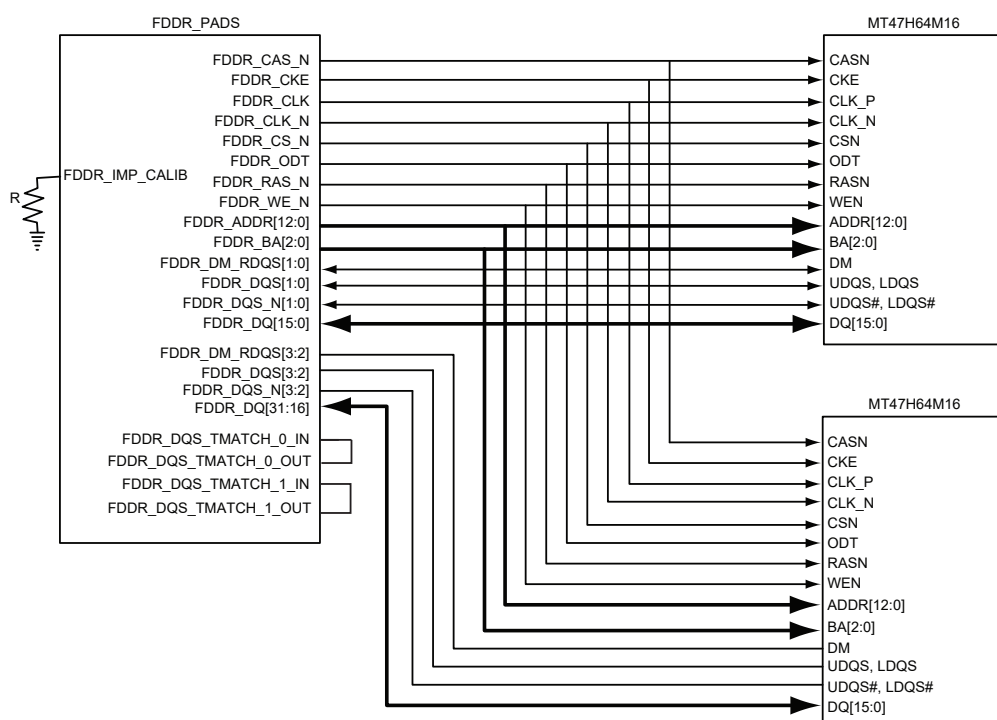 FDDR_PADS
FDDR_CAS_N
FDDR_CKE
FDDR_CLK
FDDR_CLK_N
FDDR_CS_N
FDDR_ODT
FDDR_RAS_N
FDDR_WE_N
FDDR_ADDR[12:0]
FDDR_BA[2:0]
FDDR_DM_RDQS[1:0]
FDDR_DQS[1:0]
FDDR_DQS_N[1:0]
FDDR_DQ[15:0]
FDDR_DM_RDQS[3:2]
FDDR_DQS[3:2]
FDDR_DQS_N[3:2]
FDDR_DQ[31:16]
FDDR_DQS_TMATCH_0_IN
FDDR_DQS_TMATCH_0_OUT
FDDR_DQS_TMATCH_1_IN
FDDR_DQS_TMATCH_1_OUT
FDDR_IMP_CALIB
R
MT47H64M16
CASN
CKE
CLK_P
CLK_N
CSN
ODT
RASN
WEN
ADDR[12:0]
BA[2:0]
DM
UDQS, LDQS
UDQS#, LDQS#
DQ[15:0]
MT47H64M16
CASN
CKE
CLK_P
CLK_N
CSN
ODT
RASN
WEN
ADDR[12:0]
BA[2:0]
DM
UDQS, LDQS
UDQS#, LDQS#
DQ[15:0]